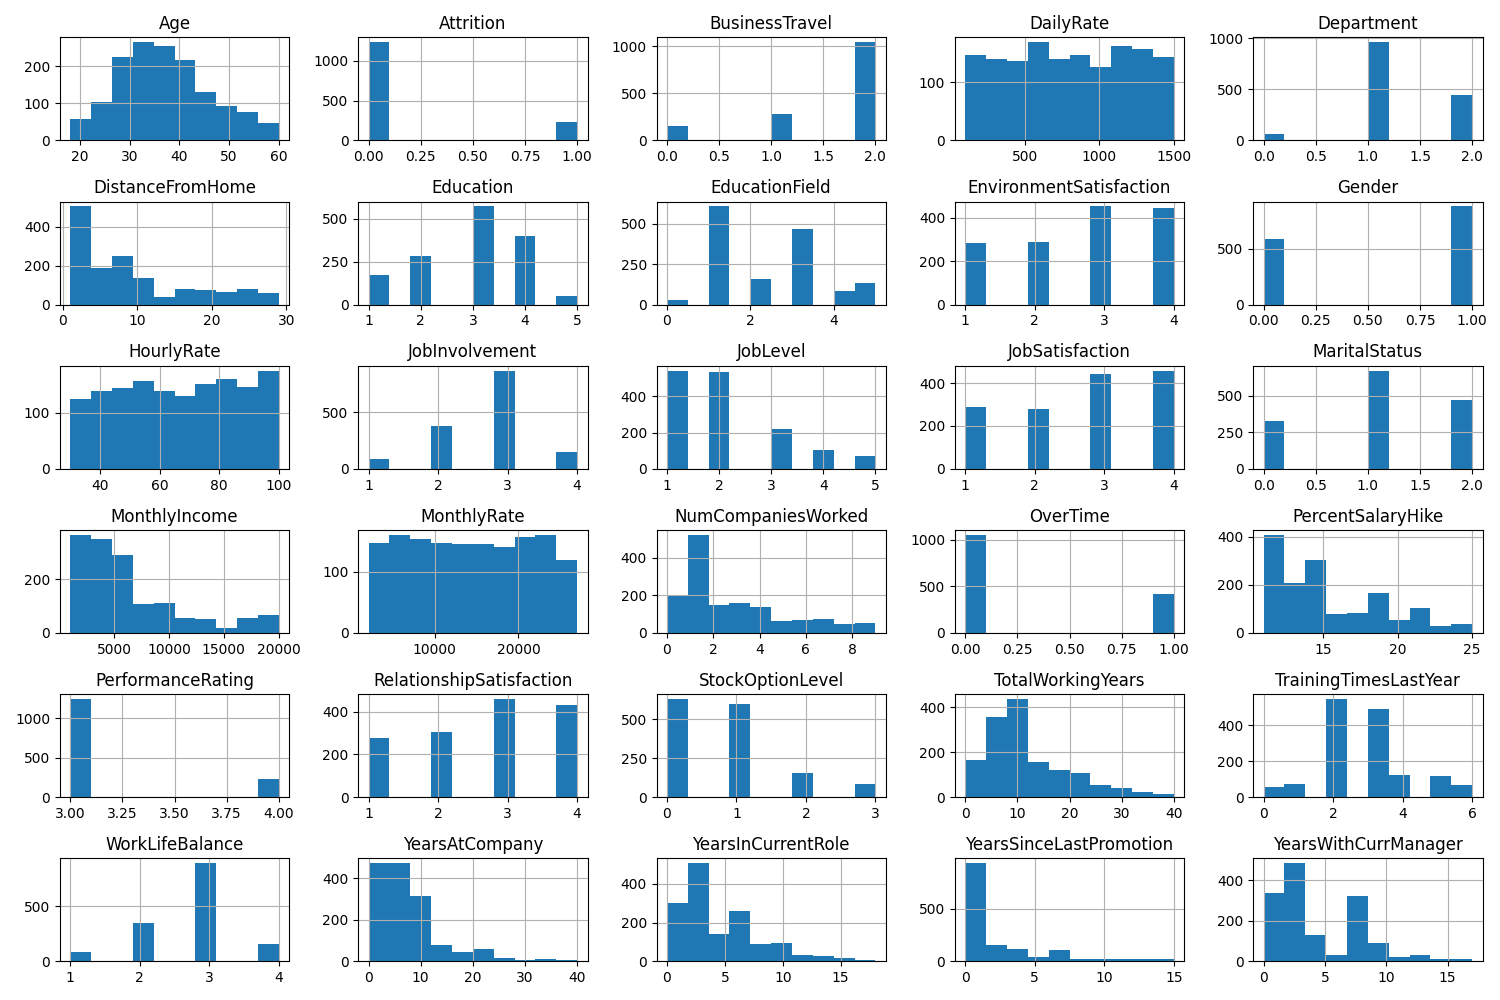 Age Attrition BusinessTravel DailyRate Department
200 100 0 20 30 40 50 60
1000 500 0 0.00 0.25 0.50 0.75 1.00
1000 500 0 0.0 0.5 1.0 1.5 2.0
100 0 500 1000 1500
1000 500 0 0.0 0.5 1.0 1.5 2.0
DistanceFromHome Education EducationField EnvironmentSatisfaction Gender
400 200 0 0 10 20 30
500 250 0 1 2 3 4 5
500 250 0 0 2 4
400 200 0 1 2 3 4
500 0 0.00 0.25 0.50 0.75 1.00
HourlyRate JobInvolvement JobLevel JobSatisfaction MaritalStatus
100 0 40 60 80 100
500 0 1 2 3 4
400 200 0 1 2 3 4 5
400 200 0 1 2 3 4
500 250 0 0.0 0.5 1.0 1.5 2.0
MonthlyIncome MonthlyRate NumCompaniesWorked OverTime PercentSalaryHike
200 0 5000 10000 15000 20000
100 0 10000 20000
400 200 0 0 2 4 6 8
1000 500 0 0.00 0.25 0.50 0.75 1.00
400 200 0 15 20 25
PerformanceRating RelationshipSatisfaction StockOptionLevel TotalWorkingYears TrainingTimesLastYear
1000 500 0 3.00 3.25 3.50 3.75 4.00
400 200 0 1 2 3 4
500 250 0 0 1 2 3
400 200 0 0 10 20 30 40
400 200 0 0 2 4 6
WorkLifeBalance YearsAtCompany YearsInCurrentRole YearsSinceLastPromotion YearsWithCurrManager
500 0 1 2 3 4
400 200 0 0 10 20 30 40
400 200 0 0 5 10 15
500 0 0 5 10 15
400 200 0 0 5 10 15